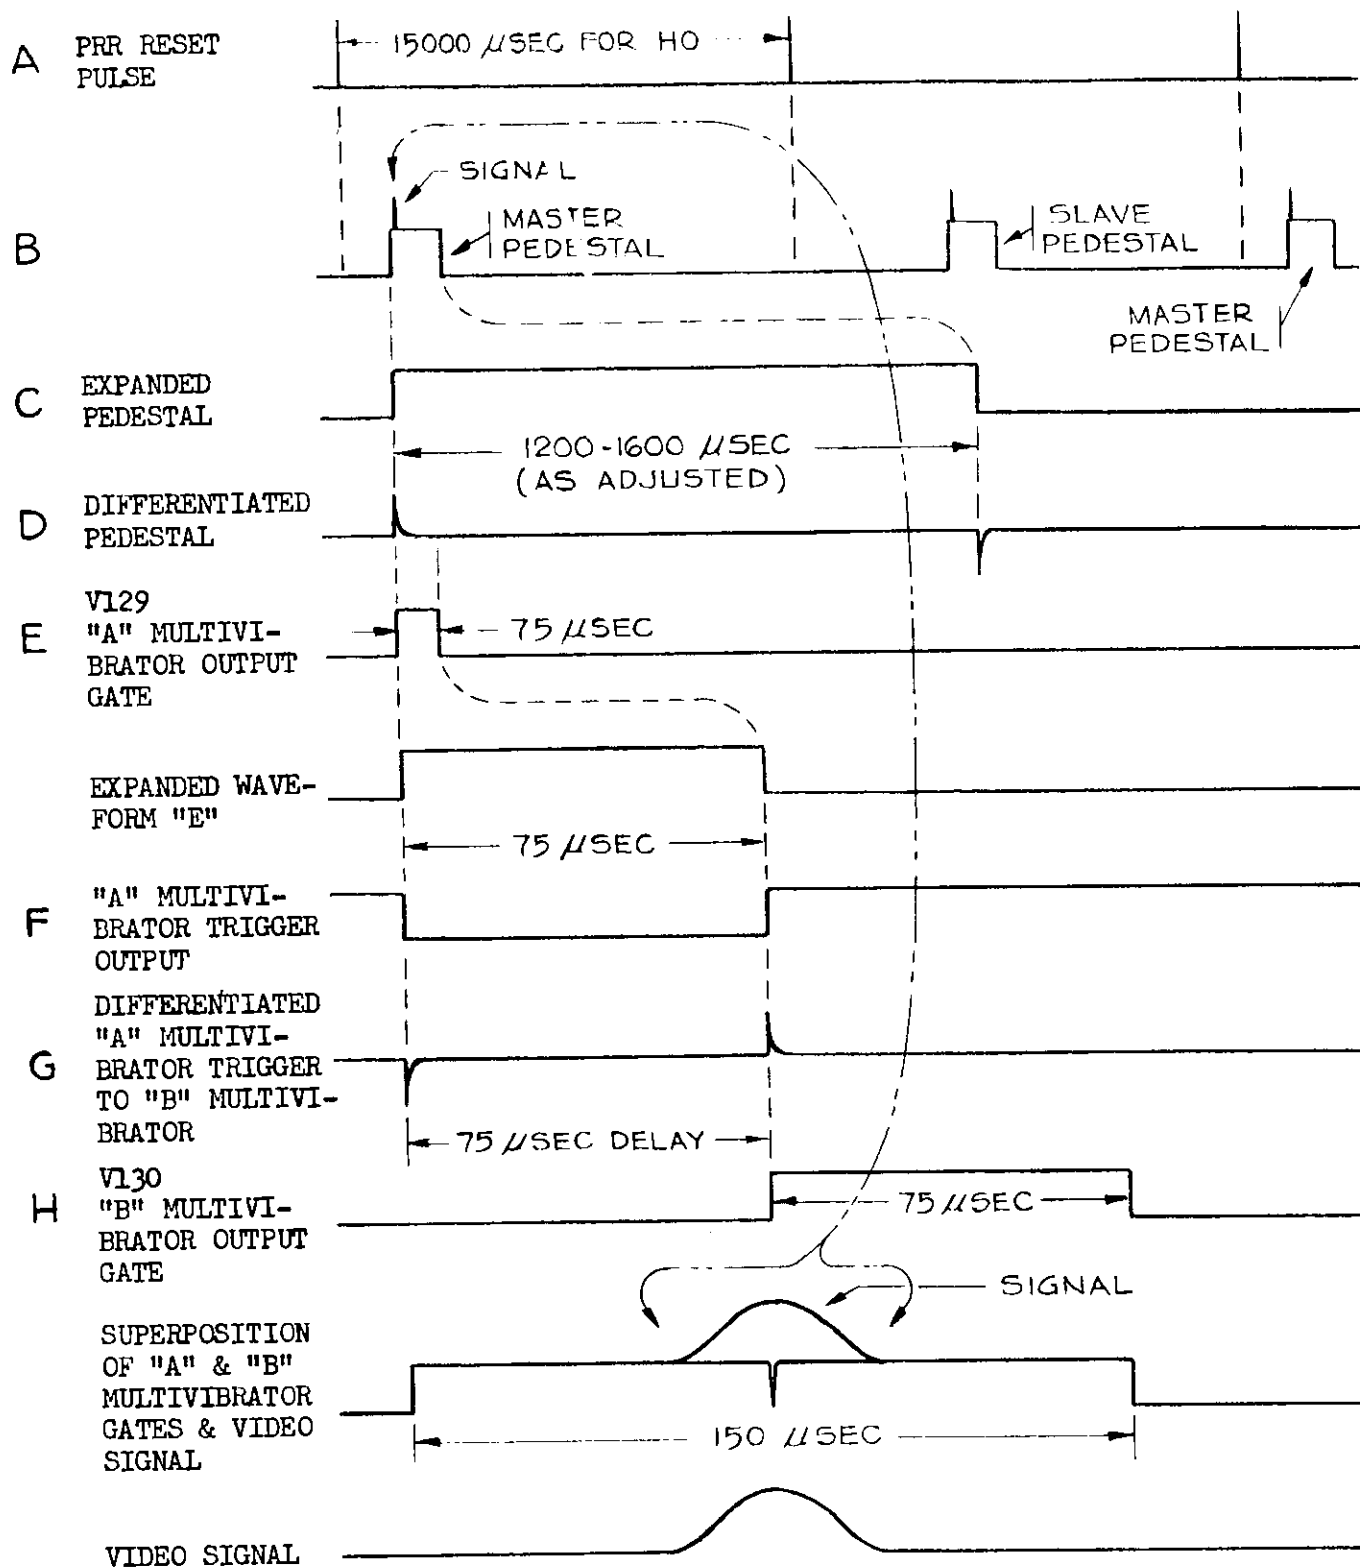 A
PRR RESET
PULSE
15000 µSEC FOR HO
B
SIGNAL
MASTER
PEDESTAL
SLAVE
PEDESTAL
MASTER
PEDESTAL
C
EXPANDED
PEDESTAL
1200-1600 µSEC
(AS ADJUSTED)
D
DIFFERENTIATED
PEDESTAL
E
V129
"A" MULTIVI-
BRATOR OUTPUT
GATE
75 µSEC
EXPANDED WAVE-
FORM "E"
75 µSEC
F
"A" MULTIVI-
BRATOR TRIGGER
OUTPUT
G
DIFFERENTIATED
"A" MULTIVI-
BRATOR TRIGGER
TO "B" MULTIVI-
BRATOR
75 µSEC DELAY
H
V130
"B" MULTIVI-
BRATOR OUTPUT
GATE
75 µSEC
SIGNAL
SUPERPOSITION
OF "A" & "B"
MULTIVIBRATOR
GATES & VIDEO
SIGNAL
150 µSEC
VIDEO SIGNAL